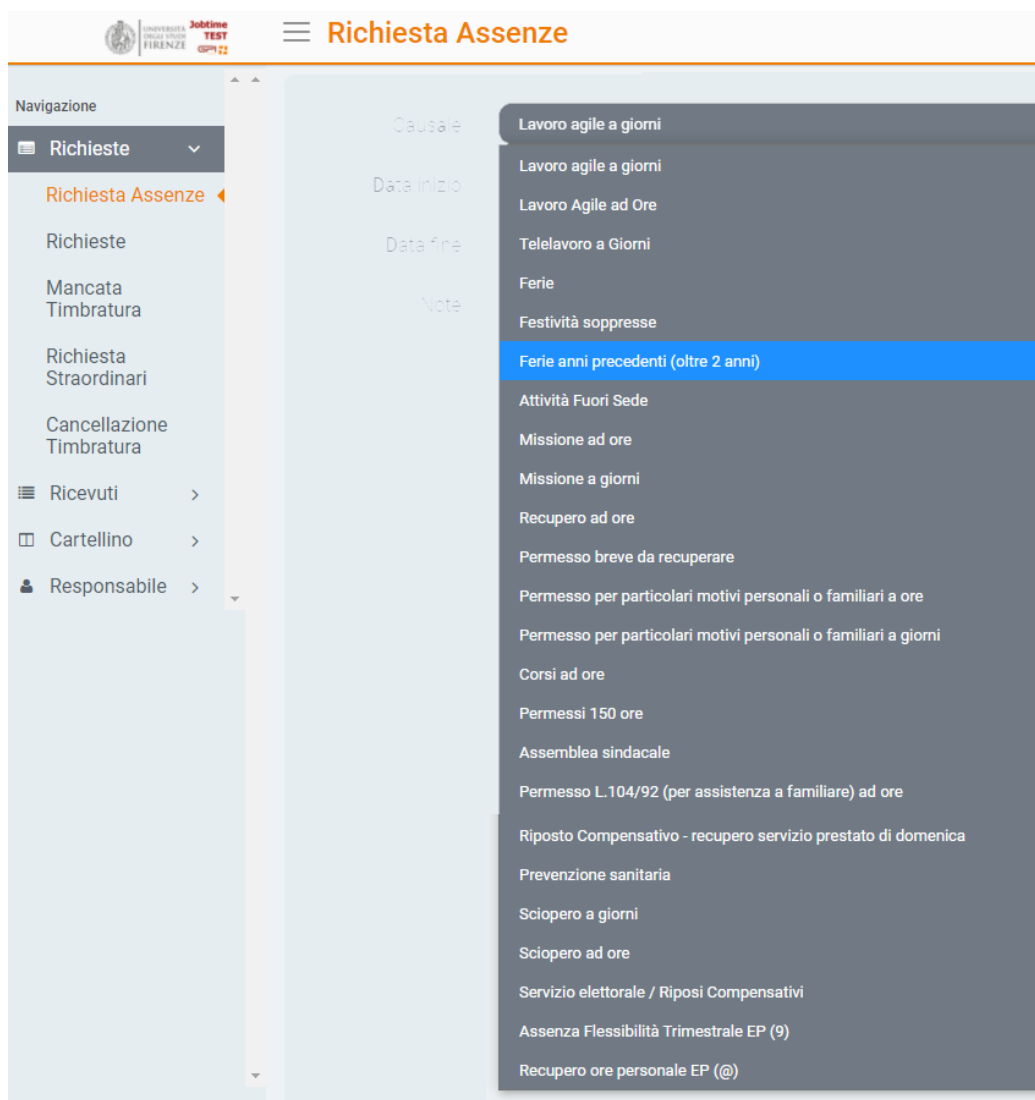 UNIVERSITÀ
DEGLI STUDI
FIRENZE
Jobtime
TEST
GPI
Richiesta Assenze
Navigazione
Richieste
Richiesta Assenze
Richieste
Mancata
Timbratura
Richiesta
Straordinari
Cancellazione
Timbratura
Ricevuti
Cartellino
Responsabile
Causale
Data inizio
Data fine
Note
Lavoro agile a giorni
Lavoro agile a giorni
Lavoro Agile ad Ore
Telelavoro a Giorni
Ferie
Festività soppresse
Ferie anni precedenti (oltre 2 anni)
Attività Fuori Sede
Missione ad ore
Missione a giorni
Recupero ad ore
Permesso breve da recuperare
Permesso per particolari motivi personali o familiari a ore
Permesso per particolari motivi personali o familiari a giorni
Corsi ad ore
Permessi 150 ore
Assemblea sindacale
Permesso L.104/92 (per assistenza a familiare) ad ore
Riposto Compensativo - recupero servizio prestato di domenica
Prevenzione sanitaria
Sciopero a giorni
Sciopero ad ore
Servizio elettorale / Riposi Compensativi
Assenza Flessibilità Trimestrale EP (9)
Recupero ore personale EP (@)